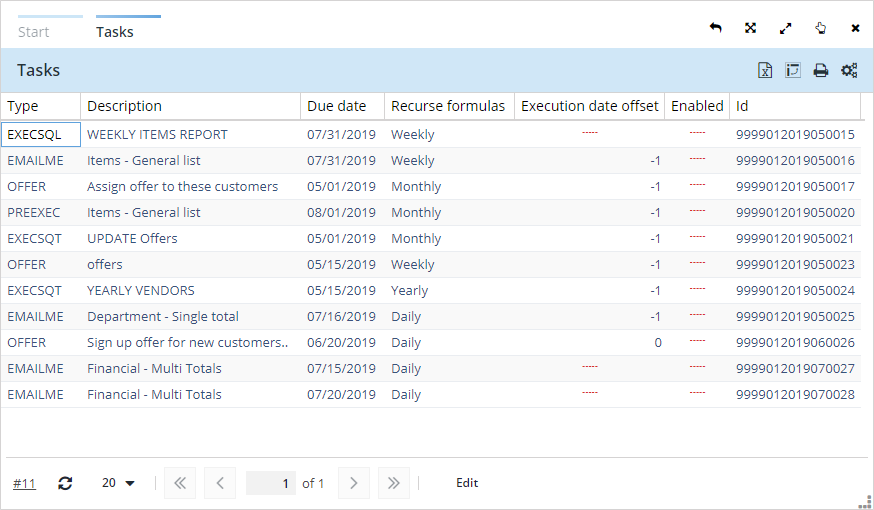 Start Tasks
Tasks
Type Description Due date Recurse formulas Execution date offset Enabled Id
EXECSQL WEEKLY ITEMS REPORT 07/31/2019 Weekly ----- ----- 9999012019050015
EMAILME Items - General list 07/31/2019 Weekly -1 ----- 9999012019050016
OFFER Assign offer to these customers 05/01/2019 Monthly -1 ----- 9999012019050017
PREEXEC Items - General list 08/01/2019 Monthly -1 ----- 9999012019050020
EXECSQT UPDATE Offers 05/01/2019 Monthly -1 ----- 9999012019050021
OFFER offers 05/15/2019 Weekly -1 ----- 9999012019050023
EXECSQT YEARLY VENDORS 05/15/2019 Yearly -1 ----- 9999012019050024
EMAILME Department - Single total 07/16/2019 Daily -1 ----- 9999012019050025
OFFER Sign up offer for new customers.. 06/20/2019 Daily 0 ----- 9999012019060026
EMAILME Financial - Multi Totals 07/15/2019 Daily ----- ----- 9999012019070027
EMAILME Financial - Multi Totals 07/20/2019 Daily ----- ----- 9999012019070028
#11 20 1 of 1 Edit